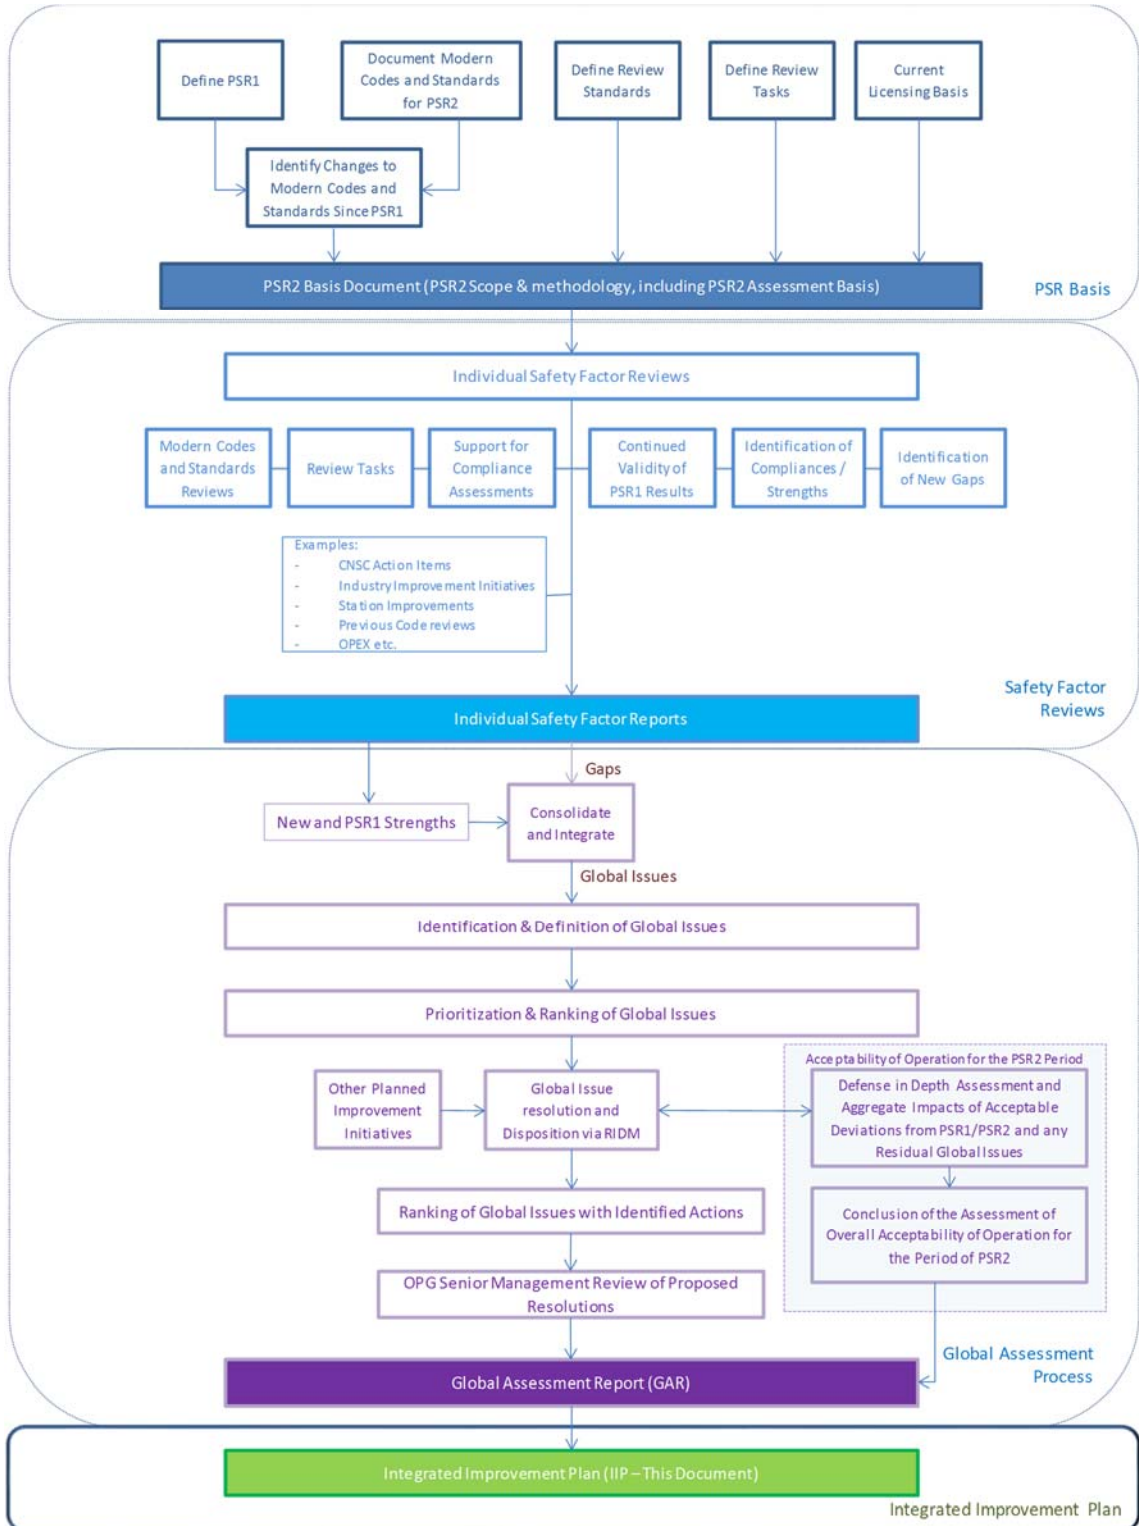 Define PSR1
Document Modern
Codes and Standards
for PSR2
Define Review
Standards
Define Review
Tasks
Current
Licensing Basis
Identify Changes to
Modern Codes and
Standards Since PSR1
PSR2 Basis Document (PSR2 Scope & methodology, including PSR2 Assessment Basis)
PSR Basis
Individual Safety Factor Reviews
Modern Codes
and Standards
Reviews
Review Tasks
Support for
Compliance
Assessments
Continued
Validity of
PSR1 Results
Identification of
Compliances /
Strengths
Identification
of New Gaps
Examples:
- CNSC Action Items
- Industry Improvement Initiatives
- Station Improvements
- Previous Code reviews
- OPEX etc.
Safety Factor
Reviews
Individual Safety Factor Reports
Gaps
New and PSR1 Strengths
Consolidate
and Integrate
Global Issues
Identification & Definition of Global Issues
Prioritization & Ranking of Global Issues
Other Planned
Improvement
Initiatives
Global Issue
resolution and
Disposition via RIDM
Acceptability of Operation for the PSR2 Period
Defense in Depth Assessment and
Aggregate Impacts of Acceptable
Deviations from PSR1/PSR2 and any
Residual Global Issues
Ranking of Global Issues with Identified Actions
Conclusion of the Assessment of
Overall Acceptability of Operation for
the Period of PSR2
OPG Senior Management Review of Proposed
Resolutions
Global Assessment
Process
Global Assessment Report (GAR)
Integrated Improvement Plan (IIP – This Document)
Integrated Improvement Plan